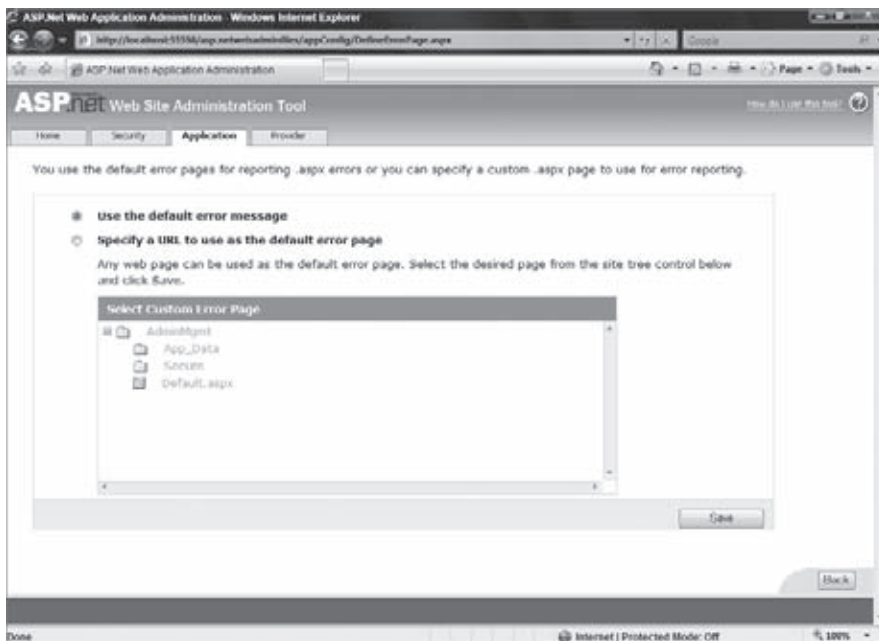 ASP.Net Web Application Administration - Windows Internet Explorer
Google
ASP.Net Web Application Administration
Page
Tools
ASP.net Web Site Administration Tool
How do I use this tool?
Home
Security
Application
Provider
You use the default error pages for reporting .aspx errors or you can specify a custom .aspx page to use for error reporting.
Use the default error message
Specify a URL to use as the default error page
Any web page can be used as the default error page. Select the desired page from the site tree control below
and click Save.
Select Custom Error Page
AdminMgmt
App_Data
Secure
Default.aspx
Save
Back
Done
Internet | Protected Mode: Off
100%